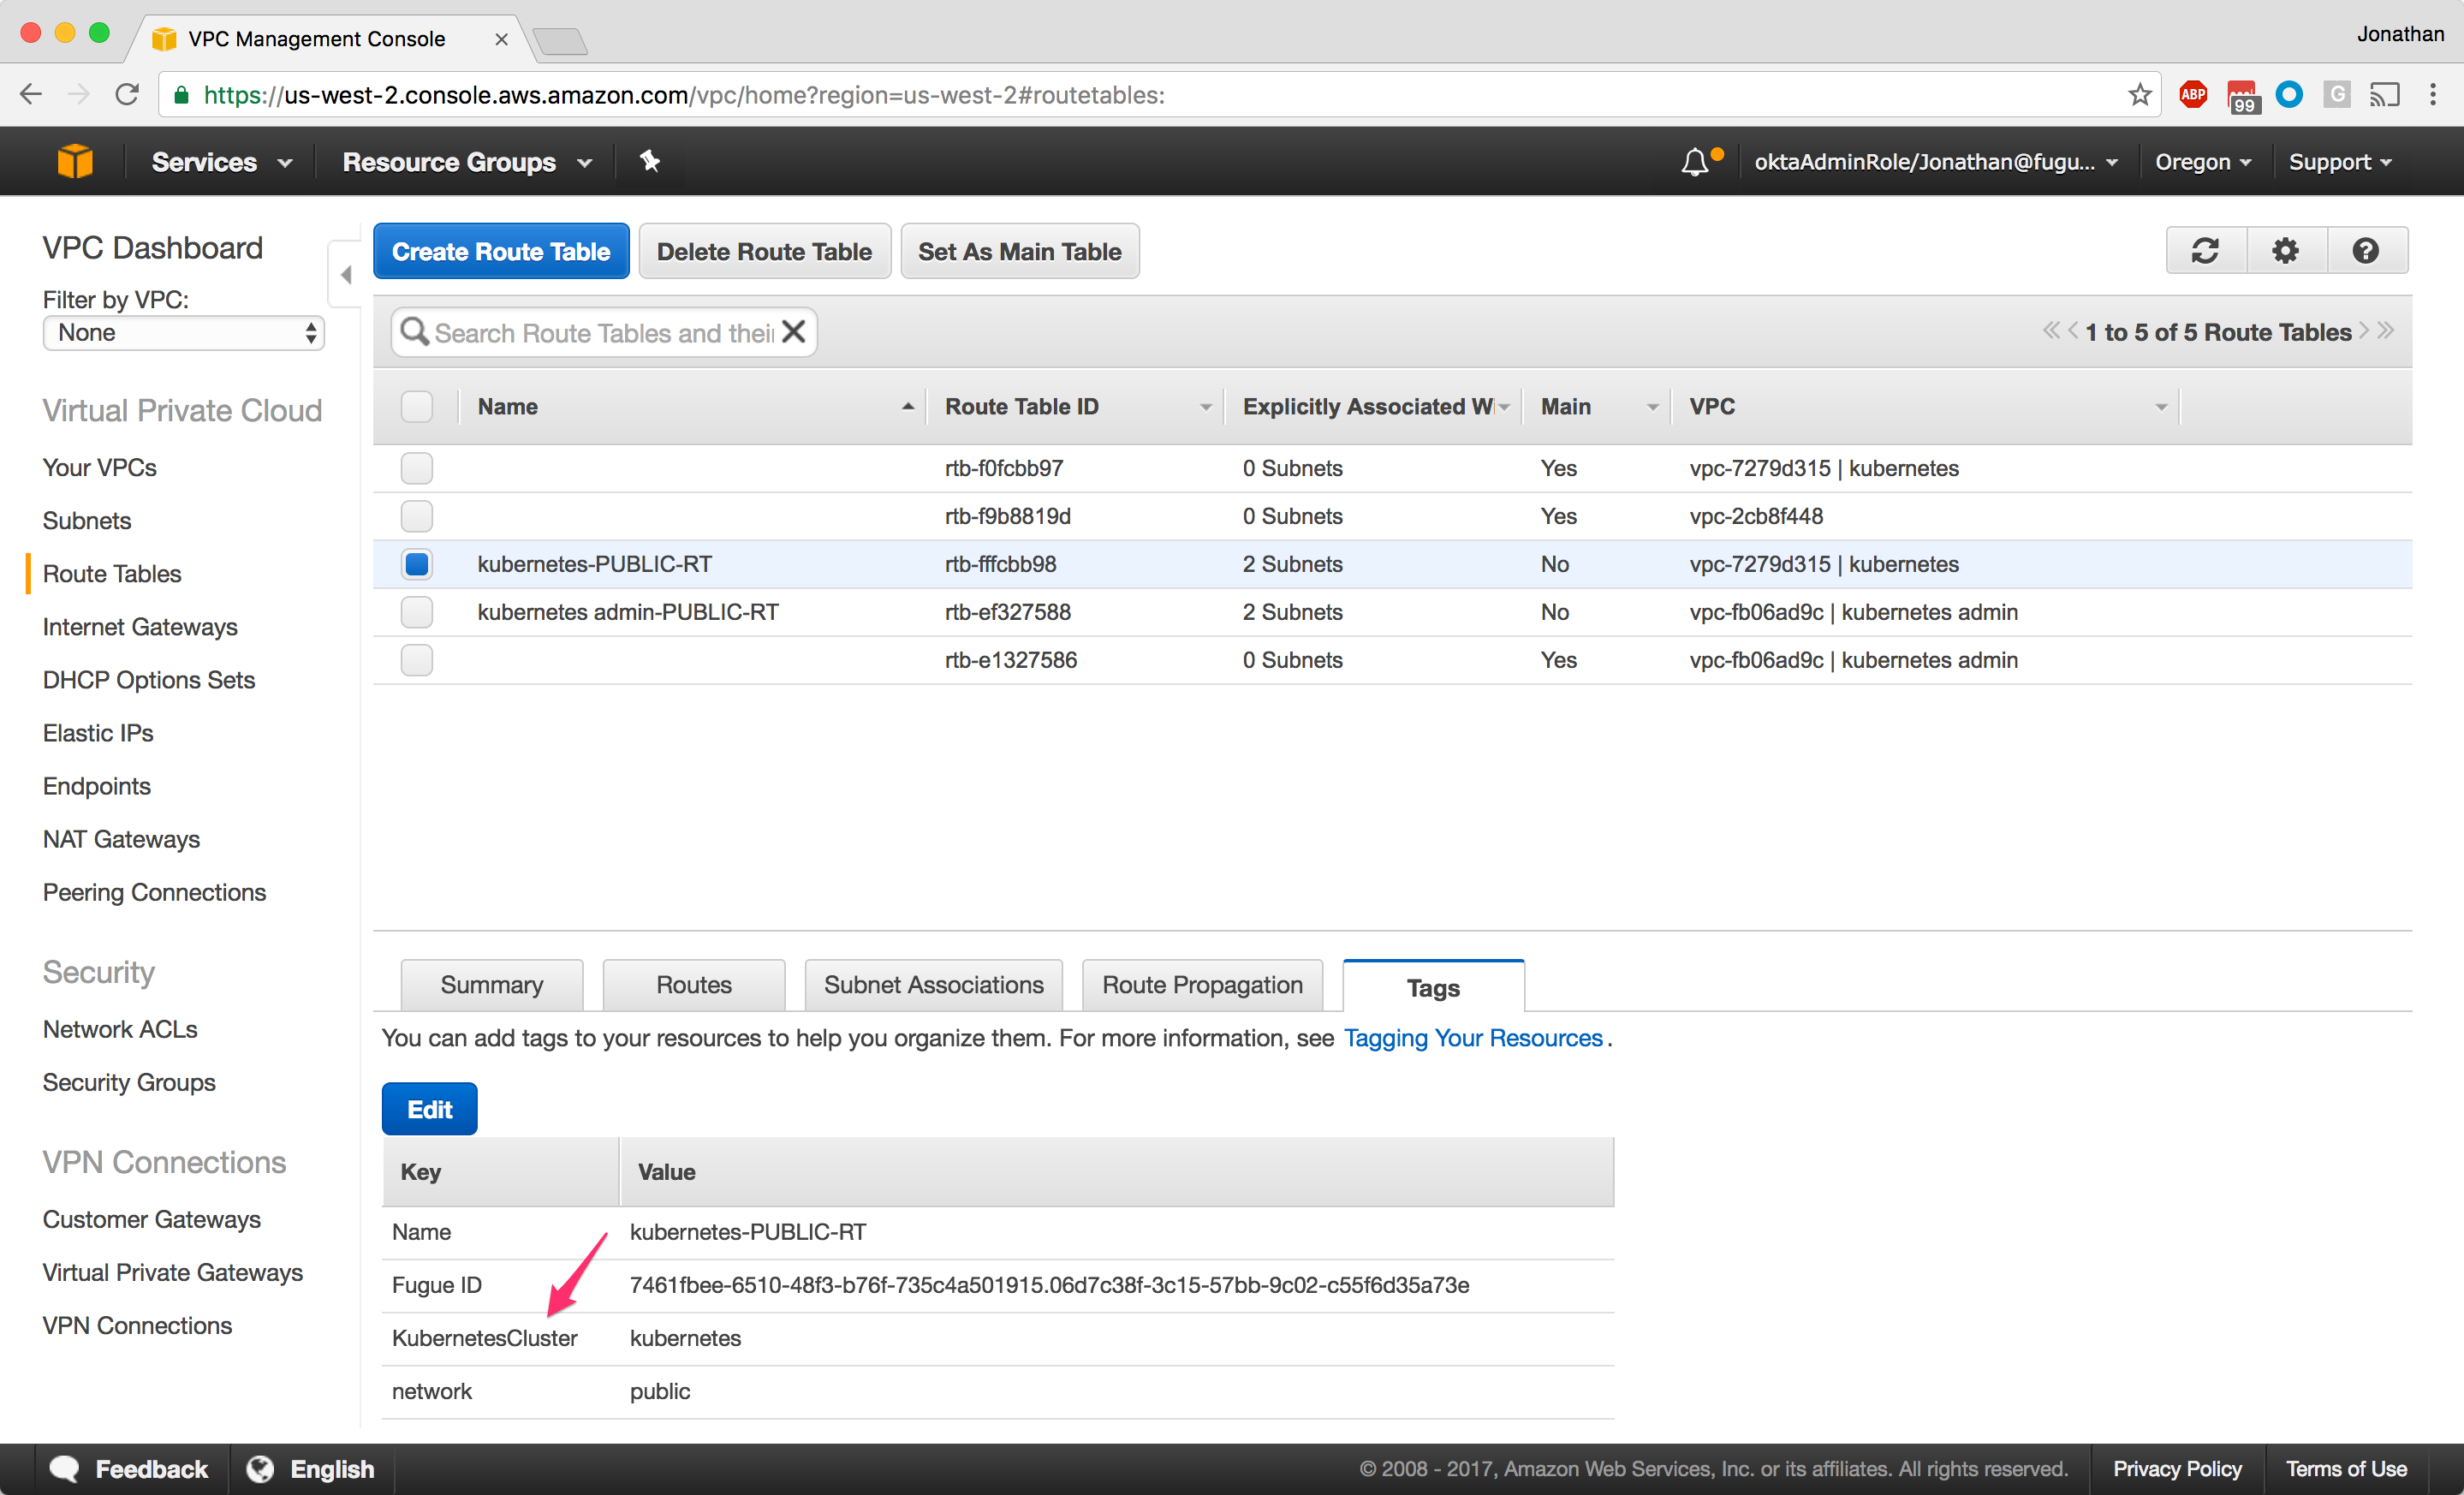 VPC Management Console
Jonathan
https://us-west-2.console.aws.amazon.com/vpc/home?region=us-west-2#routetables:
ABP
99
G
Services
Resource Groups
oktaAdminRole/Jonathan@fugu...
Oregon
Support
VPC Dashboard
Filter by VPC:
None
Virtual Private Cloud
Your VPCs
Subnets
Route Tables
Internet Gateways
DHCP Options Sets
Elastic IPs
Endpoints
NAT Gateways
Peering Connections
Security
Network ACLs
Security Groups
VPN Connections
Customer Gateways
Virtual Private Gateways
VPN Connections
Create Route Table Delete Route Table Set As Main Table
Search Route Tables and their
1 to 5 of 5 Route Tables
Name Route Table ID Explicitly Associated Wi Main VPC
rtb-f0fcbb97 0 Subnets Yes vpc-7279d315 | kubernetes
rtb-f9b8819d 0 Subnets Yes vpc-2cb8f448
kubernetes-PUBLIC-RT rtb-fffcbb98 2 Subnets No vpc-7279d315 | kubernetes
kubernetes admin-PUBLIC-RT rtb-ef327588 2 Subnets No vpc-fb06ad9c | kubernetes admin
rtb-e1327586 0 Subnets Yes vpc-fb06ad9c | kubernetes admin
Summary Routes Subnet Associations Route Propagation Tags
You can add tags to your resources to help you organize them. For more information, see Tagging Your Resources.
Edit
Key Value
Name kubernetes-PUBLIC-RT
Fugue ID 7461fbee-6510-48f3-b76f-735c4a501915.06d7c38f-3c15-57bb-9c02-c55f6d35a73e
KubernetesCluster kubernetes
network public
Feedback
English
© 2008 - 2017, Amazon Web Services, Inc. or its affiliates. All rights reserved.
Privacy Policy
Terms of Use